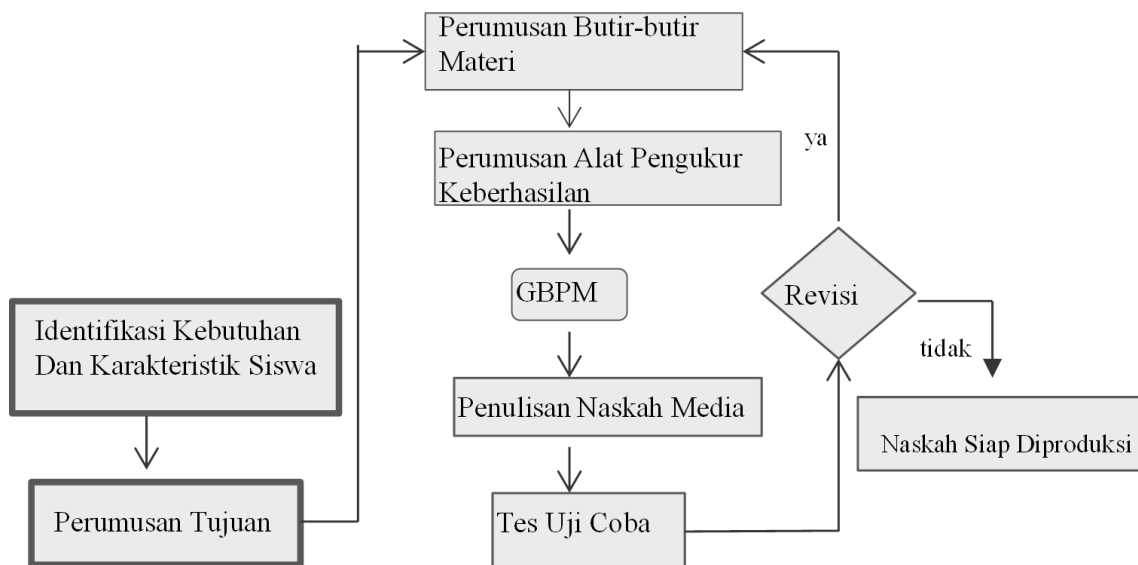 Identifikasi Kebutuhan
Dan Karakteristik Siswa
Perumusan Tujuan
Perumusan Butir-butir
Materi
Perumusan Alat Pengukur
Keberhasilan
GBPM
Penulisan Naskah Media
Tes Uji Coba
Revisi
ya
tidak
Naskah Siap Diproduksi